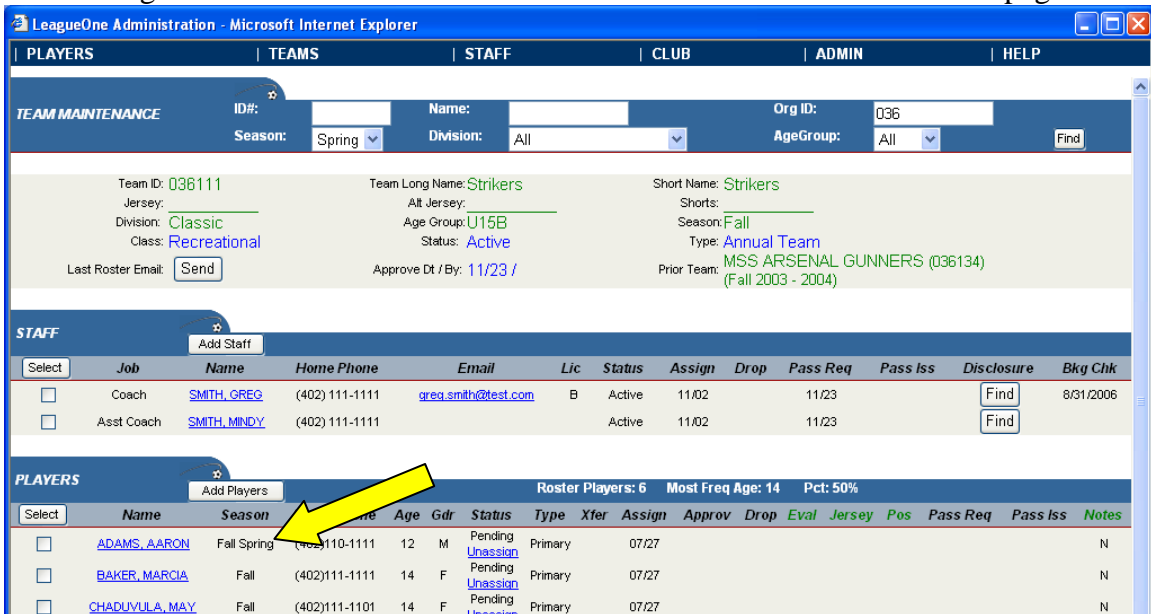 LeagueOne Administration - Microsoft Internet Explorer
| PLAYERS | TEAMS | STAFF | CLUB | ADMIN | HELP
TEAM MAINTENANCE ID#: Name: Org ID: 036
Season: Spring Division: All AgeGroup: All Find
Team ID: 036111 Team Long Name: Strikers Short Name: Strikers
Jersey: Alt Jersey: Shorts:
Division: Classic Age Group: U15B Season: Fall
Class: Recreational Status: Active Type: Annual Team
Last Roster Email: Send Approve Dt / By: 11/23 / Prior Team: MSS ARSENAL GUNNERS (036134)
(Fall 2003 - 2004)
STAFF Add Staff
Select Job Name Home Phone Email Lic Status Assign Drop Pass Req Pass Iss Disclosure Bkg Chk
Coach SMITH, GREG (402) 111-1111 greg.smith@test.com B Active 11/02 11/23 Find 8/31/2006
Asst Coach SMITH, MINDY (402) 111-1111 Active 11/02 11/23 Find
PLAYERS Add Players Roster Players: 6 Most Freq Age: 14 Pct: 50%
Select Name Season Age Gdr Status Type Xfer Assign Approv Drop Eval Jersey Pos Pass Req Pass Iss Notes
ADAMS, AARON Fall Spring (402)110-1111 12 M Pending Unassign Primary 07/27 N
BAKER, MARCIA Fall (402)111-1111 14 F Pending Unassign Primary 07/27 N
CHADUVULA, MAY Fall (402)111-1101 14 F Pending Unassign Primary 07/27 N